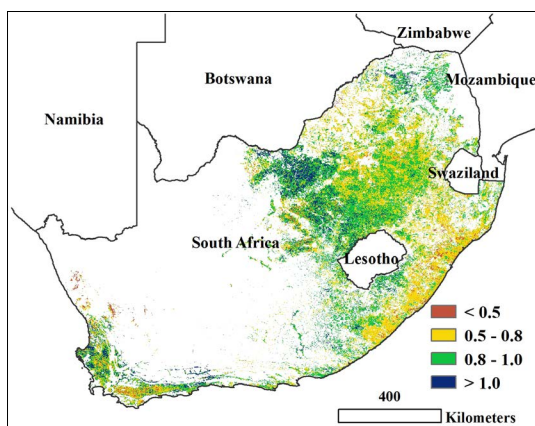 Zimbabwe
Botswana
Mozambique
Namibia
Swaziland
South Africa
Lesotho
< 0.5
0.5 - 0.8
0.8 - 1.0
> 1.0
400
Kilometers